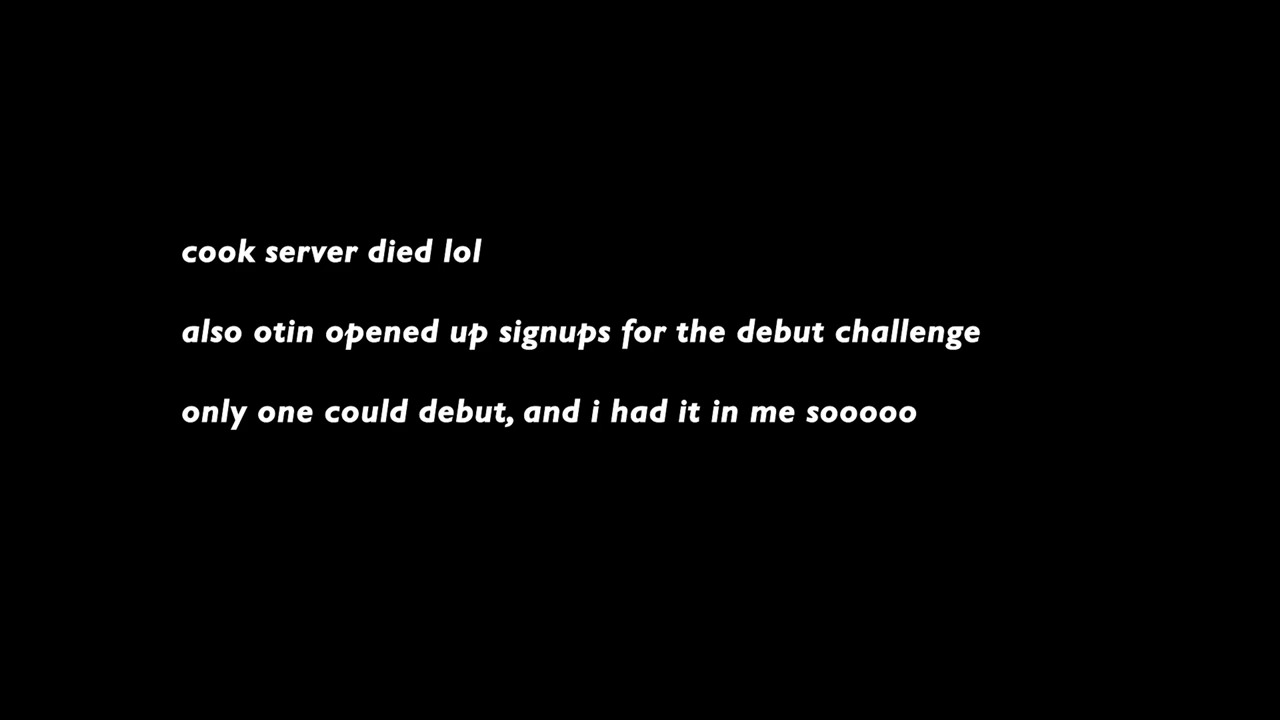 cook server died lol
also otin opened up signups for the debut challenge
only one could debut, and i had it in me sooooo